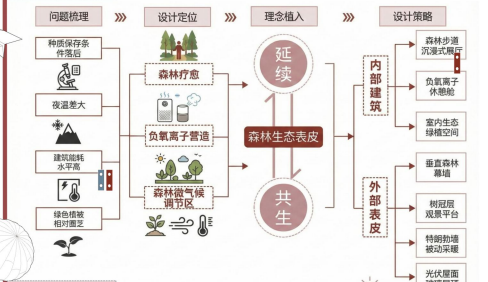 问题梳理
设计定位
理念植入
设计策略
种质保存条
件落后
夜温差大
建筑能耗
水平高
绿色植被
相对匮乏
森林疗愈
负氧离子营造
森林微气候
调节区
延续
森林生态表皮
共生
内部建筑
外部表皮
森林步道
沉浸式展厅
负氧离子
休憩舱
室内生态
绿植空间
垂直森林
幕墙
树冠层
观景平台
特朗勃墙
被动采暖
光伏屋面